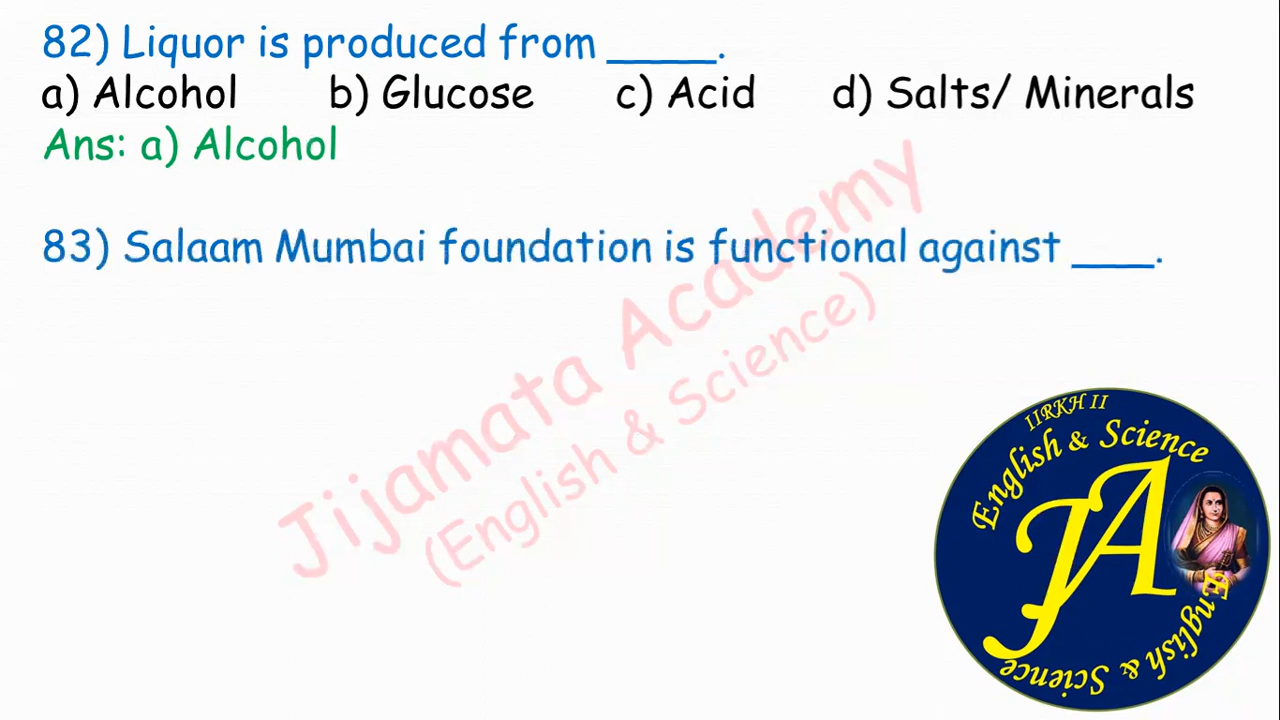 82) Liquor is produced from ____.
a) Alcohol b) Glucose c) Acid d) Salts/ Minerals
Ans: a) Alcohol
83) Salaam Mumbai foundation is functional against ___.
Jijamata Academy
(English & Science)
IIRKH II
English & Science
JA
English & Science